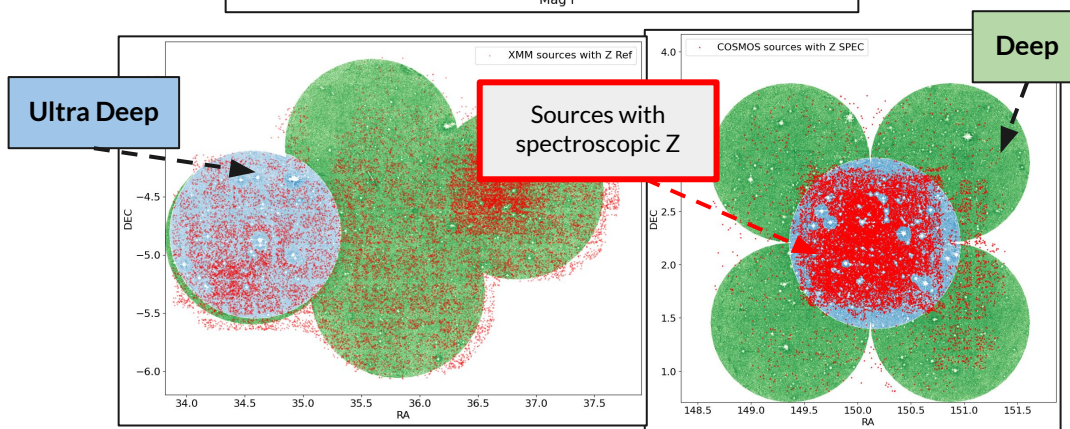 Mag I
XMM sources with Z Ref
COSMOS sources with Z SPEC
Deep
Ultra Deep
Sources with
spectroscopic Z
DEC
−4.5
−5.0
−5.5
−6.0
34.0 34.5 35.0 35.5 36.0 36.5 37.0 37.5
RA
DEC
4.0
2.5
2.0
1.5
1.0
148.5 149.0 149.5 150.0 150.5 151.0 151.5
RA